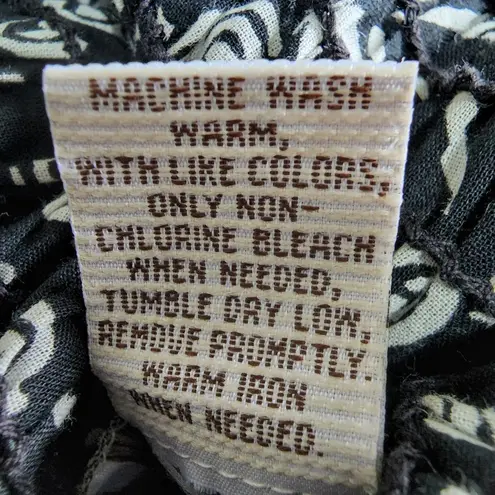 MACHINE WASH
WARM,
WITH LIKE COLORS,
ONLY NON-
CHLORINE BLEACH
WHEN NEEDED,
TUMBLE DRY LOW,
REMOVE PROMPTLY.
WARM IRON
WHEN NEEDED.